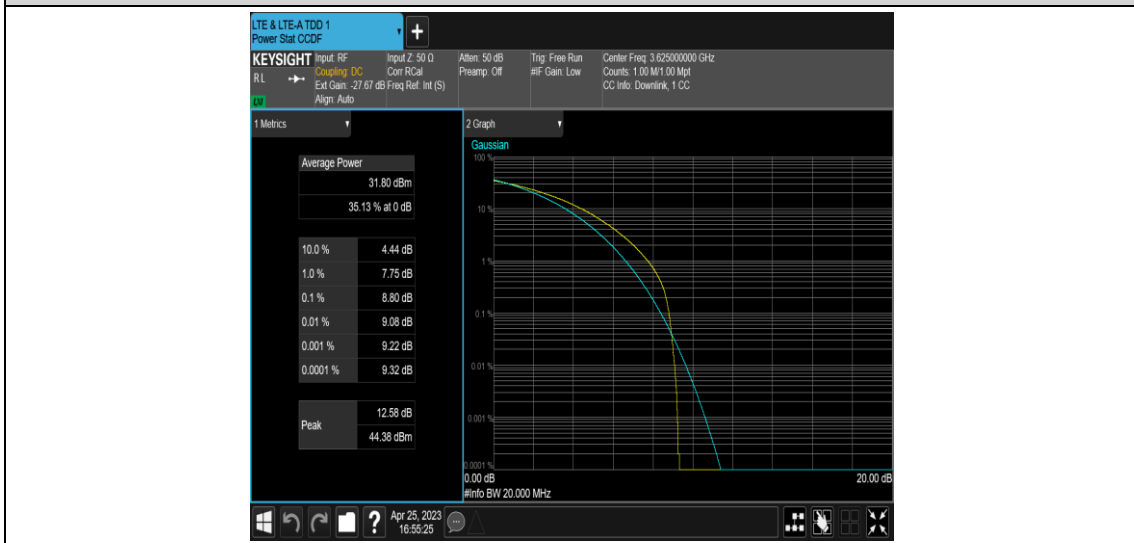 LTE & LTE-A TDD 1
Power Stat CCDF
KEYSIGHT
R L
LXI
Input: RF
Coupling: DC
Ext Gain: -27.67 dB
Align: Auto
Input Z: 50 Ω
Corr RCal
Freq Ref: Int (S)
Atten: 50 dB
Preamp: Off
Trig: Free Run
#IF Gain: Low
Center Freq: 3.625000000 GHz
Counts: 1.00 M/1.00 Mpt
CC Info: Downlink, 1 CC
1 Metrics
Average Power
31.80 dBm
35.13 % at 0 dB
10.0 % 4.44 dB
1.0 % 7.75 dB
0.1 % 8.80 dB
0.01 % 9.08 dB
0.001 % 9.22 dB
0.0001 % 9.32 dB
Peak 12.58 dB
44.38 dBm
2 Graph
Gaussian
100 %
10 %
1 %
0.1 %
0.01 %
0.001 %
0.0001 %
0.00 dB 20.00 dB
#Info BW 20.000 MHz
? Apr 25, 2023
16:55:25